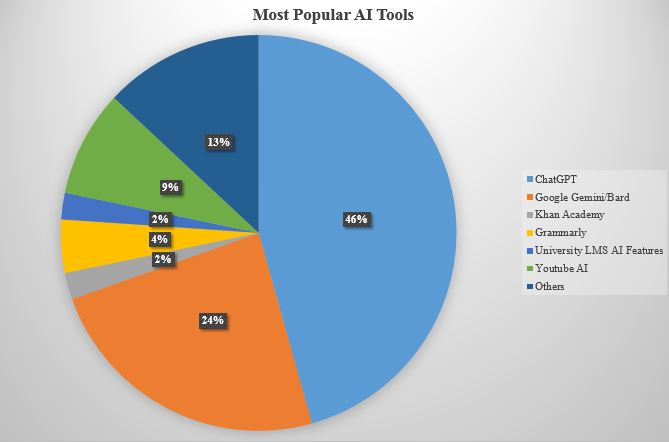 Most Popular AI Tools
13%
46%
9%
2%
4%
2%
24%
ChatGPT
Google Gemini/Bard
Khan Academy
Grammarly
University LMS AI Features
Youtube AI
Others